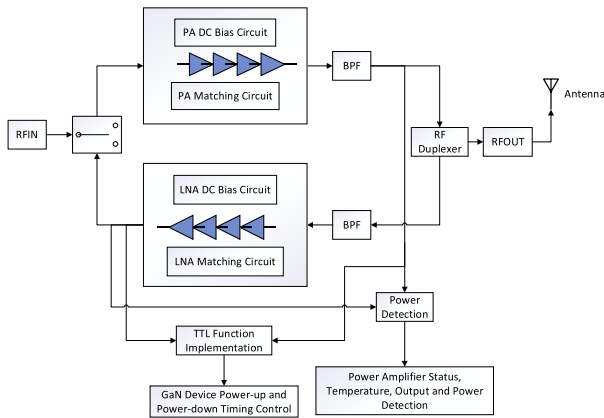 PA DC Bias Circuit
PA Matching Circuit
BPF
Antenna
RFIN
RF
Duplexer
RFOUT
LNA DC Bias Circuit
LNA Matching Circuit
BPF
Power
Detection
TTL Function
Implementation
GaN Device Power-up and
Power-down Timing Control
Power Amplifier Status,
Temperature, Output and Power
Detection